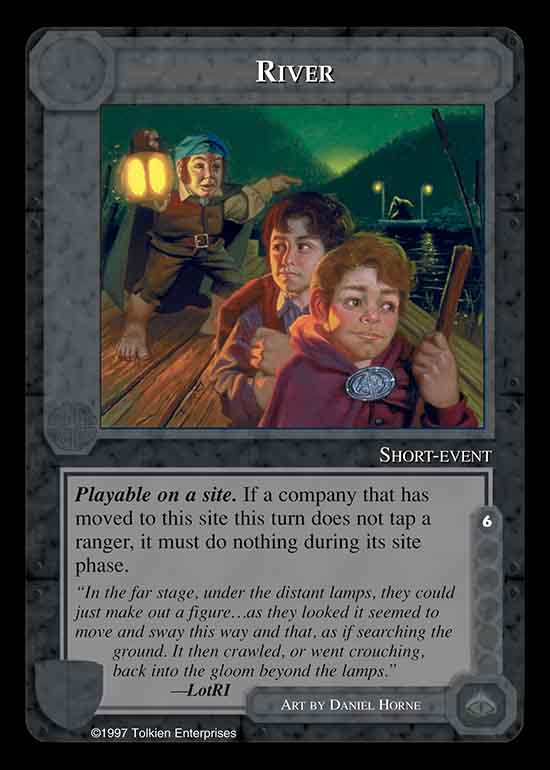 RIVER
SHORT-EVENT
Playable on a site. If a company that has
moved to this site this turn does not tap a
ranger, it must do nothing during its site
phase.
6
“In the far stage, under the distant lamps, they could
just make out a figure…as they looked it seemed to
move and sway this way and that, as if searching the
ground. It then crawled, or went crouching,
back into the gloom beyond the lamps.”
—LotRI
ART BY DANIEL HORNE
©1997 Tolkien Enterprises